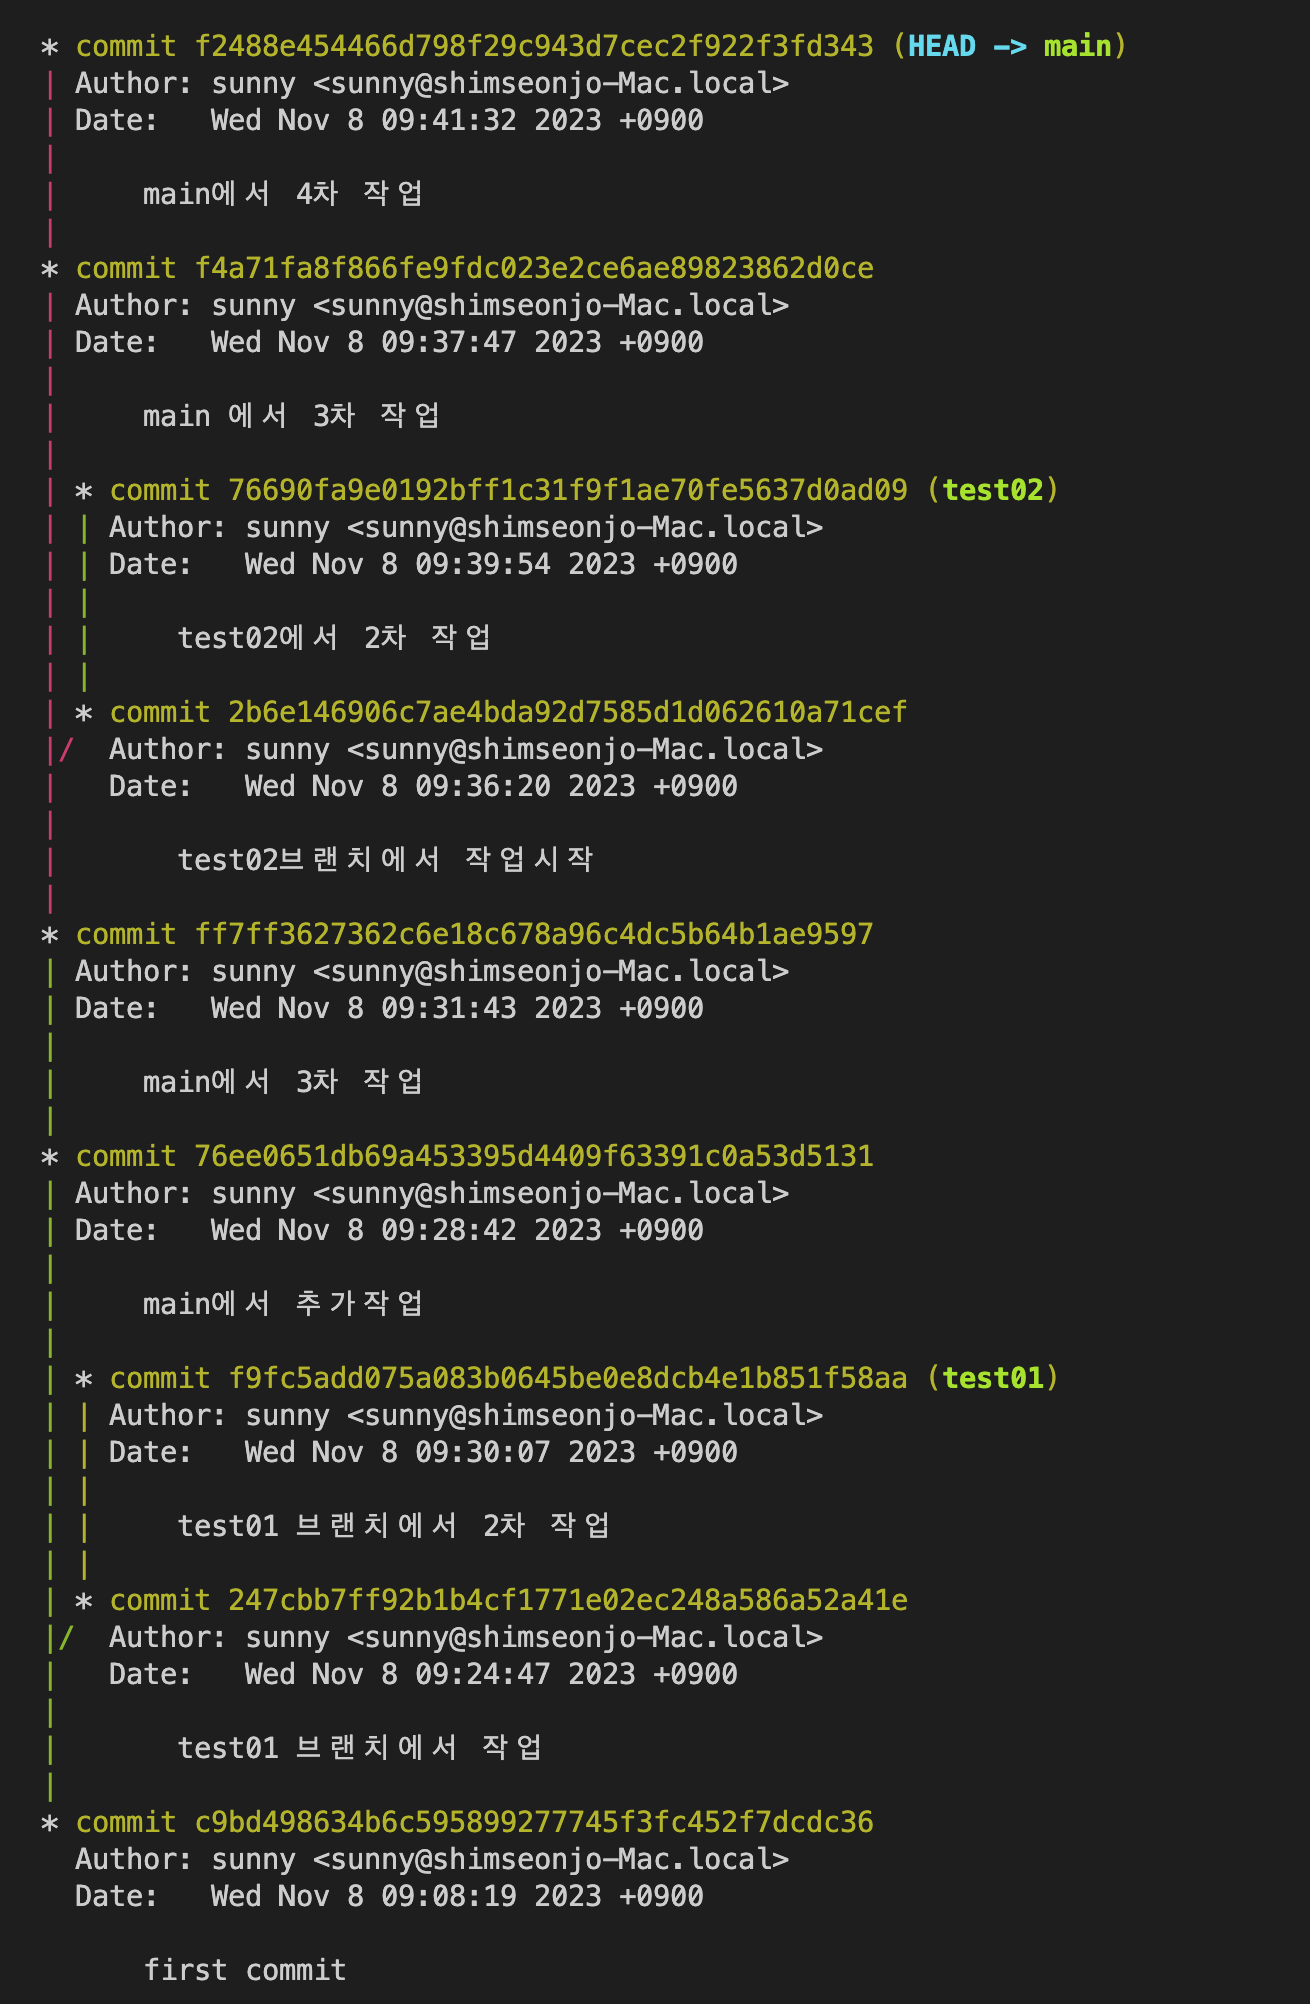 * commit f2488e454466d798f29c943d7cec2f922f3fd343 (HEAD -> main)
| Author: sunny <sunny@shimseonjo-Mac.local>
| Date:   Wed Nov 8 09:41:32 2023 +0900
|
|     main에서 4차 작업
|
* commit f4a71fa8f866fe9fdc023e2ce6ae89823862d0ce
| Author: sunny <sunny@shimseonjo-Mac.local>
| Date:   Wed Nov 8 09:37:47 2023 +0900
|
|     main 에서 3차 작업
|
| * commit 76690fa9e0192bff1c31f9f1ae70fe5637d0ad09 (test02)
| | Author: sunny <sunny@shimseonjo-Mac.local>
| | Date:   Wed Nov 8 09:39:54 2023 +0900
| |
| |     test02에서 2차 작업
| |
| * commit 2b6e146906c7ae4bda92d7585d1d062610a71cef
|/  Author: sunny <sunny@shimseonjo-Mac.local>
|   Date:   Wed Nov 8 09:36:20 2023 +0900
|
|       test02브랜치에서 작업시작
|
* commit ff7ff3627362c6e18c678a96c4dc5b64b1ae9597
| Author: sunny <sunny@shimseonjo-Mac.local>
| Date:   Wed Nov 8 09:31:43 2023 +0900
|
|     main에서 3차 작업
|
* commit 76ee0651db69a453395d4409f63391c0a53d5131
| Author: sunny <sunny@shimseonjo-Mac.local>
| Date:   Wed Nov 8 09:28:42 2023 +0900
|
|     main에서 추가작업
|
| * commit f9fc5add075a083b0645be0e8dcb4e1b851f58aa (test01)
| | Author: sunny <sunny@shimseonjo-Mac.local>
| | Date:   Wed Nov 8 09:30:07 2023 +0900
| |
| |     test01 브랜치에서 2차 작업
| |
| * commit 247cbb7ff92b1b4cf1771e02ec248a586a52a41e
|/  Author: sunny <sunny@shimseonjo-Mac.local>
|   Date:   Wed Nov 8 09:24:47 2023 +0900
|
|       test01 브랜치에서 작업
|
* commit c9bd498634b6c595899277745f3fc452f7dcdc36
  Author: sunny <sunny@shimseonjo-Mac.local>
  Date:   Wed Nov 8 09:08:19 2023 +0900

      first commit